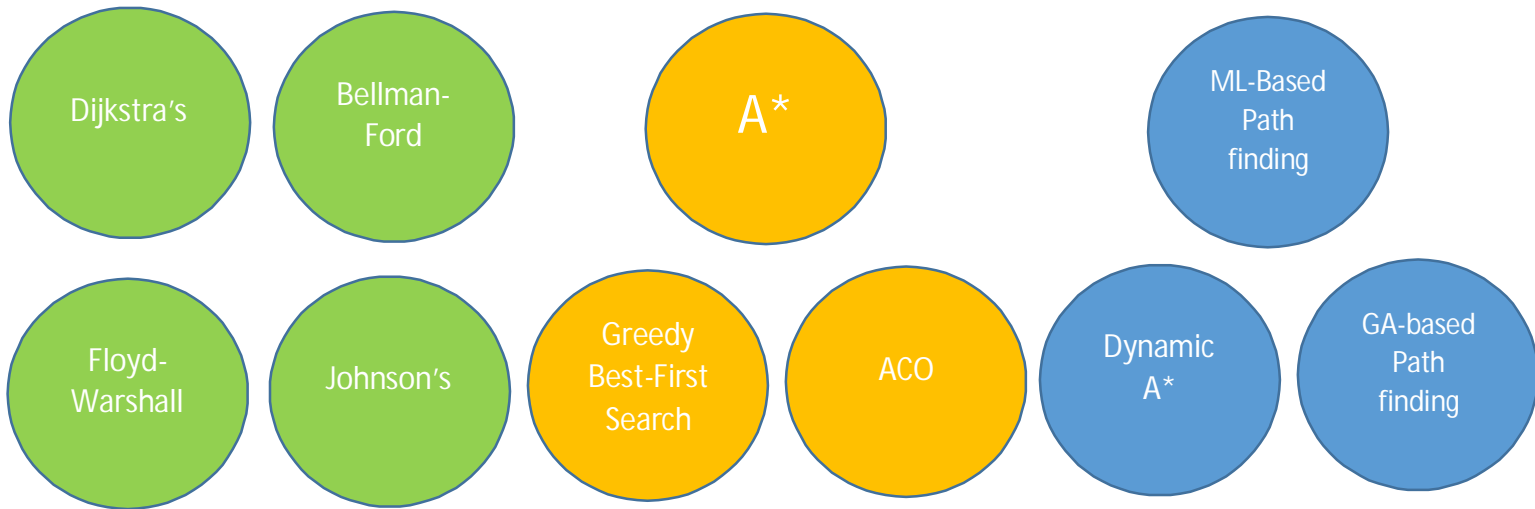 Dijkstra's
Bellman-
Ford
A*
ML-Based
Path
finding
Floyd-
Warshall
Johnson's
Greedy
Best-First
Search
ACO
Dynamic
A*
GA-based
Path
finding